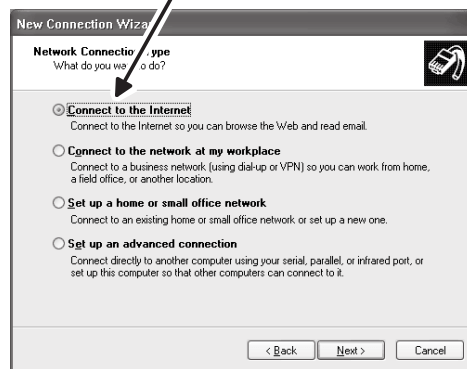 New Connection Wiza
Network Connectio ype
What do you wa o do?
Connect to the Internet
Connect to the Internet so you can browse the Web and read email.
Connect to the network at my workplace
Connect to a business network (using dial-up or VPN) so you can work from home,
a field office, or another location.
Set up a home or small office network
Connect to an existing home or small office network or set up a new one.
Set up an advanced connection
Connect directly to another computer using your serial, parallel, or infrared port, or
set up this computer so that other computers can connect to it.
< Back Next > Cancel